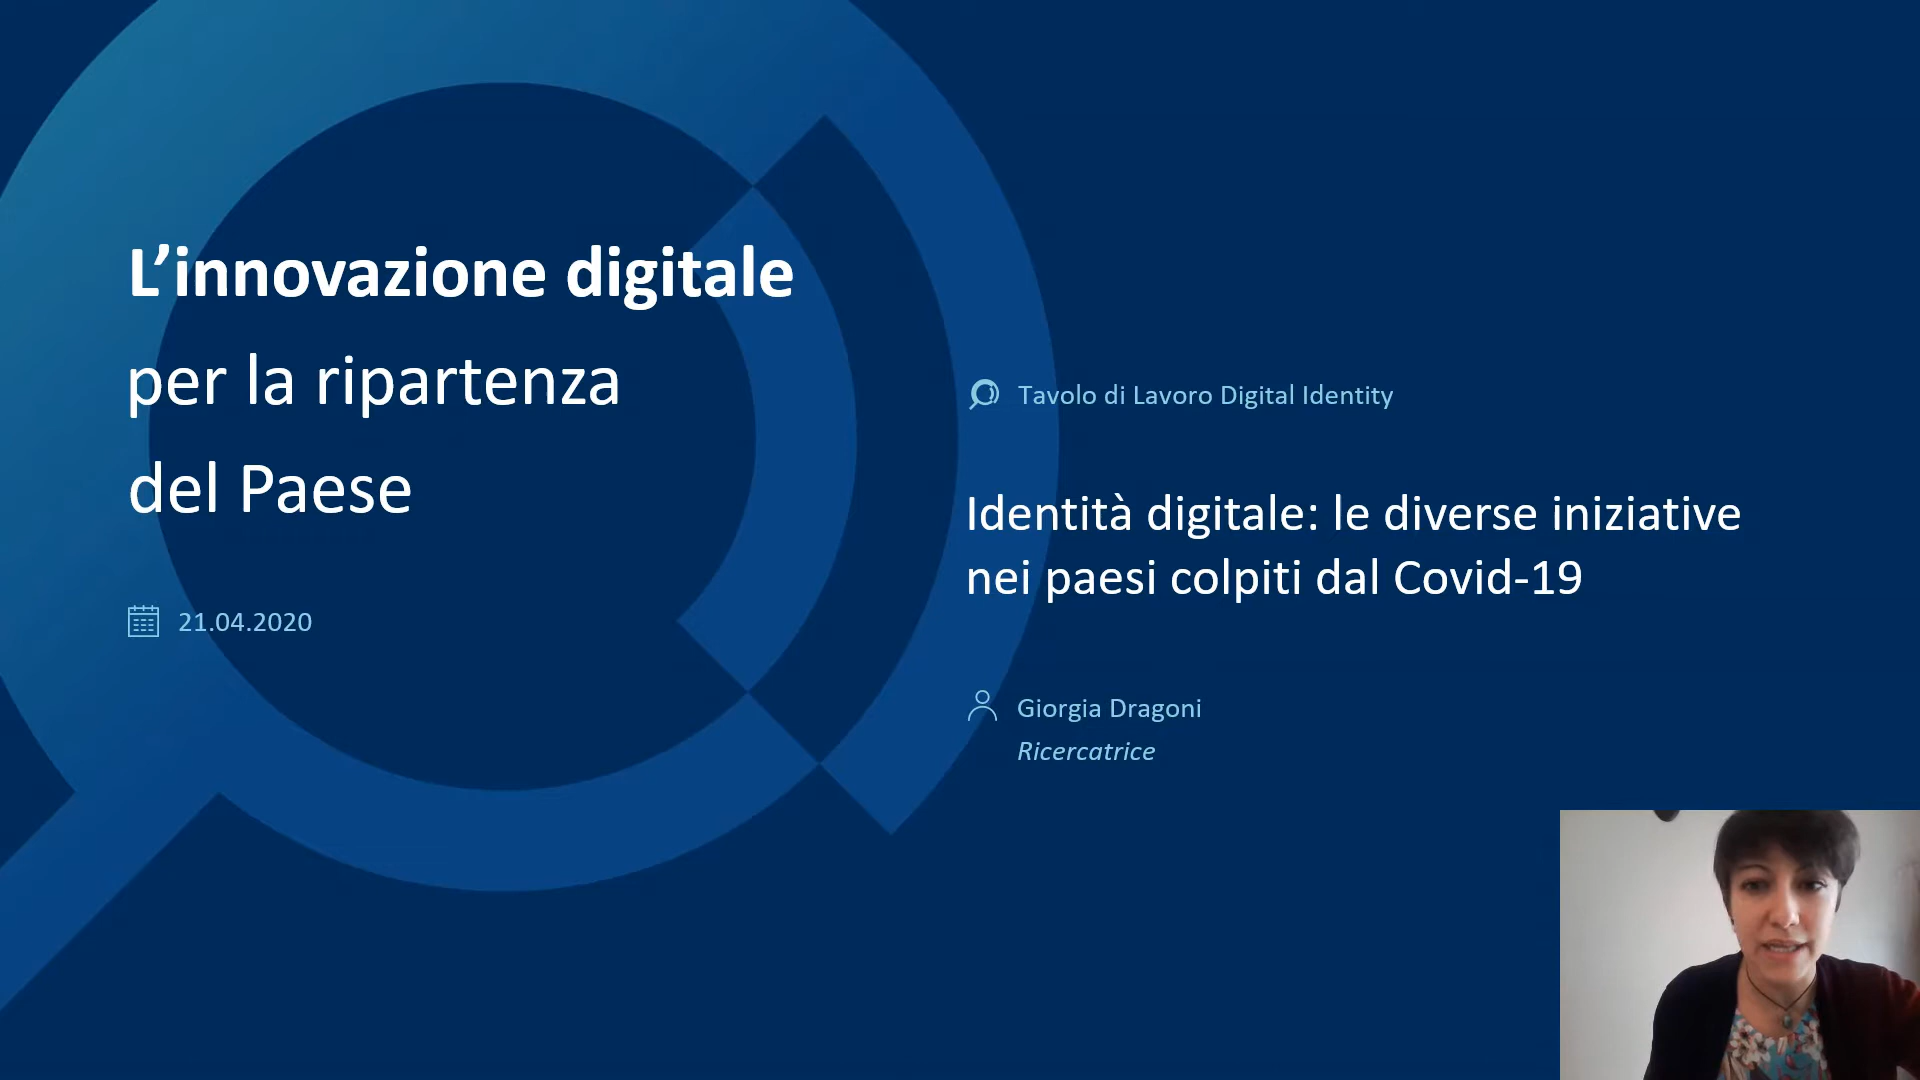 L’innovazione digitale
per la ripartenza
del Paese
21.04.2020
Tavolo di Lavoro Digital Identity
Identità digitale: le diverse iniziative
nei paesi colpiti dal Covid-19
Giorgia Dragoni
Ricercatrice